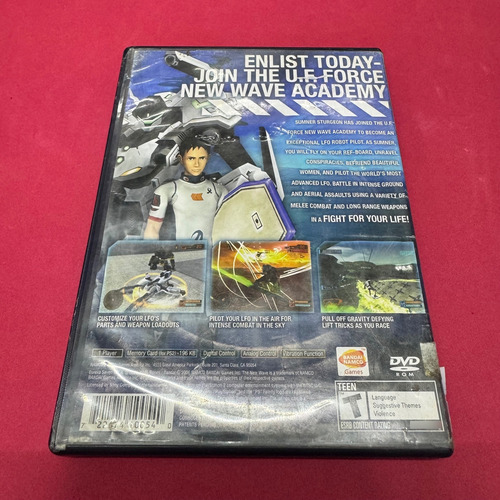 ENLIST TODAY-
JOIN THE U.F. FORCE
NEW WAVE ACADEMY
SUMNER STURGEON HAS JOINED THE U.F.
FORCE NEW WAVE ACADEMY TO BECOME AN
EXCEPTIONAL LFO ROBOT PILOT. AS SUMNER,
YOU WILL FLY ON YOUR REF-BOARD, UNRAVEL
CONSPIRACIES, BEFRIEND BEAUTIFUL
WOMEN, AND PILOT THE WORLD'S MOST
ADVANCED LFO. BATTLE IN INTENSE GROUND
AND AERIAL ASSAULTS USING A VARIETY OF
MELEE COMBAT AND LONG RANGE WEAPONS
IN A FIGHT FOR YOUR LIFE!
CUSTOMIZE YOUR LFO'S
PARTS AND WEAPON LOADOUTS
PILOT YOUR LFO IN THE AIR FOR
INTENSE COMBAT IN THE SKY
PULL OFF GRAVITY DEFYING
LIFT TRICKS AS YOU RACE
1 Player
Memory Card (for PS2) - 196 KB
Digital Control
Analog Control
Vibration Function
BANDAI
NAMCO
Games
DVD
ROM
TEEN
T
Language
Suggestive Themes
Violence
ESRB CONTENT RATING